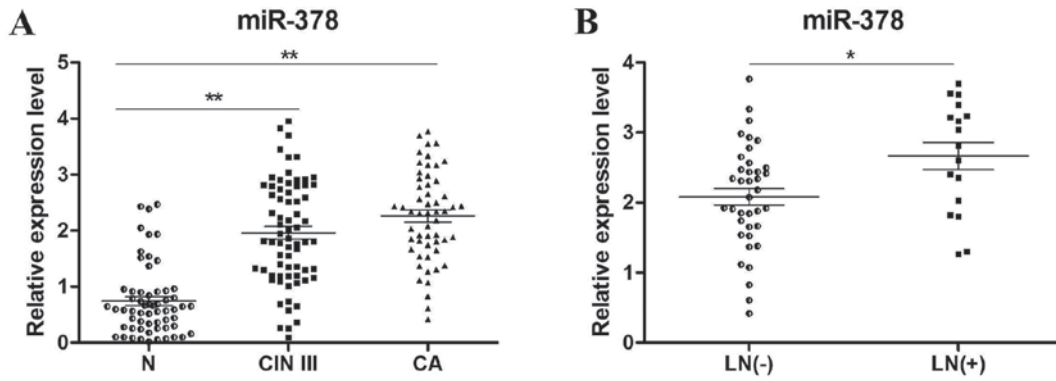 A
miR-378
Relative expression level
5
4
3
2
1
0
**
**
N
CIN III
CA
B
miR-378
Relative expression level
4
3
2
1
0
*
LN(-)
LN(+)